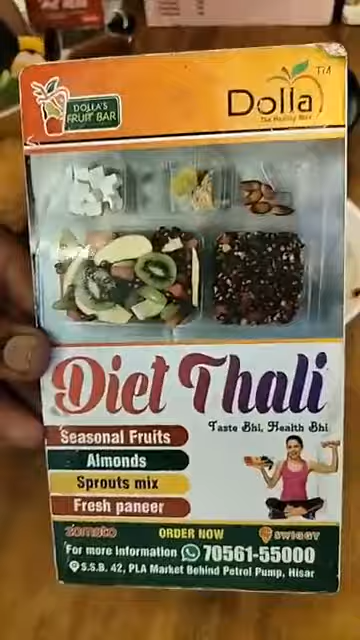 DOLLA'S
FRUIT BAR
Dolla TM
The Healthy Bite
Diet Thali
Taste Bhi, Health Bhi
Seasonal Fruits
Almonds
Sprouts mix
Fresh paneer
zomato
ORDER NOW
SWIGGY
For more information 70561-55000
S.S.B. 42, PLA Market Behind Petrol Pump, Hisar